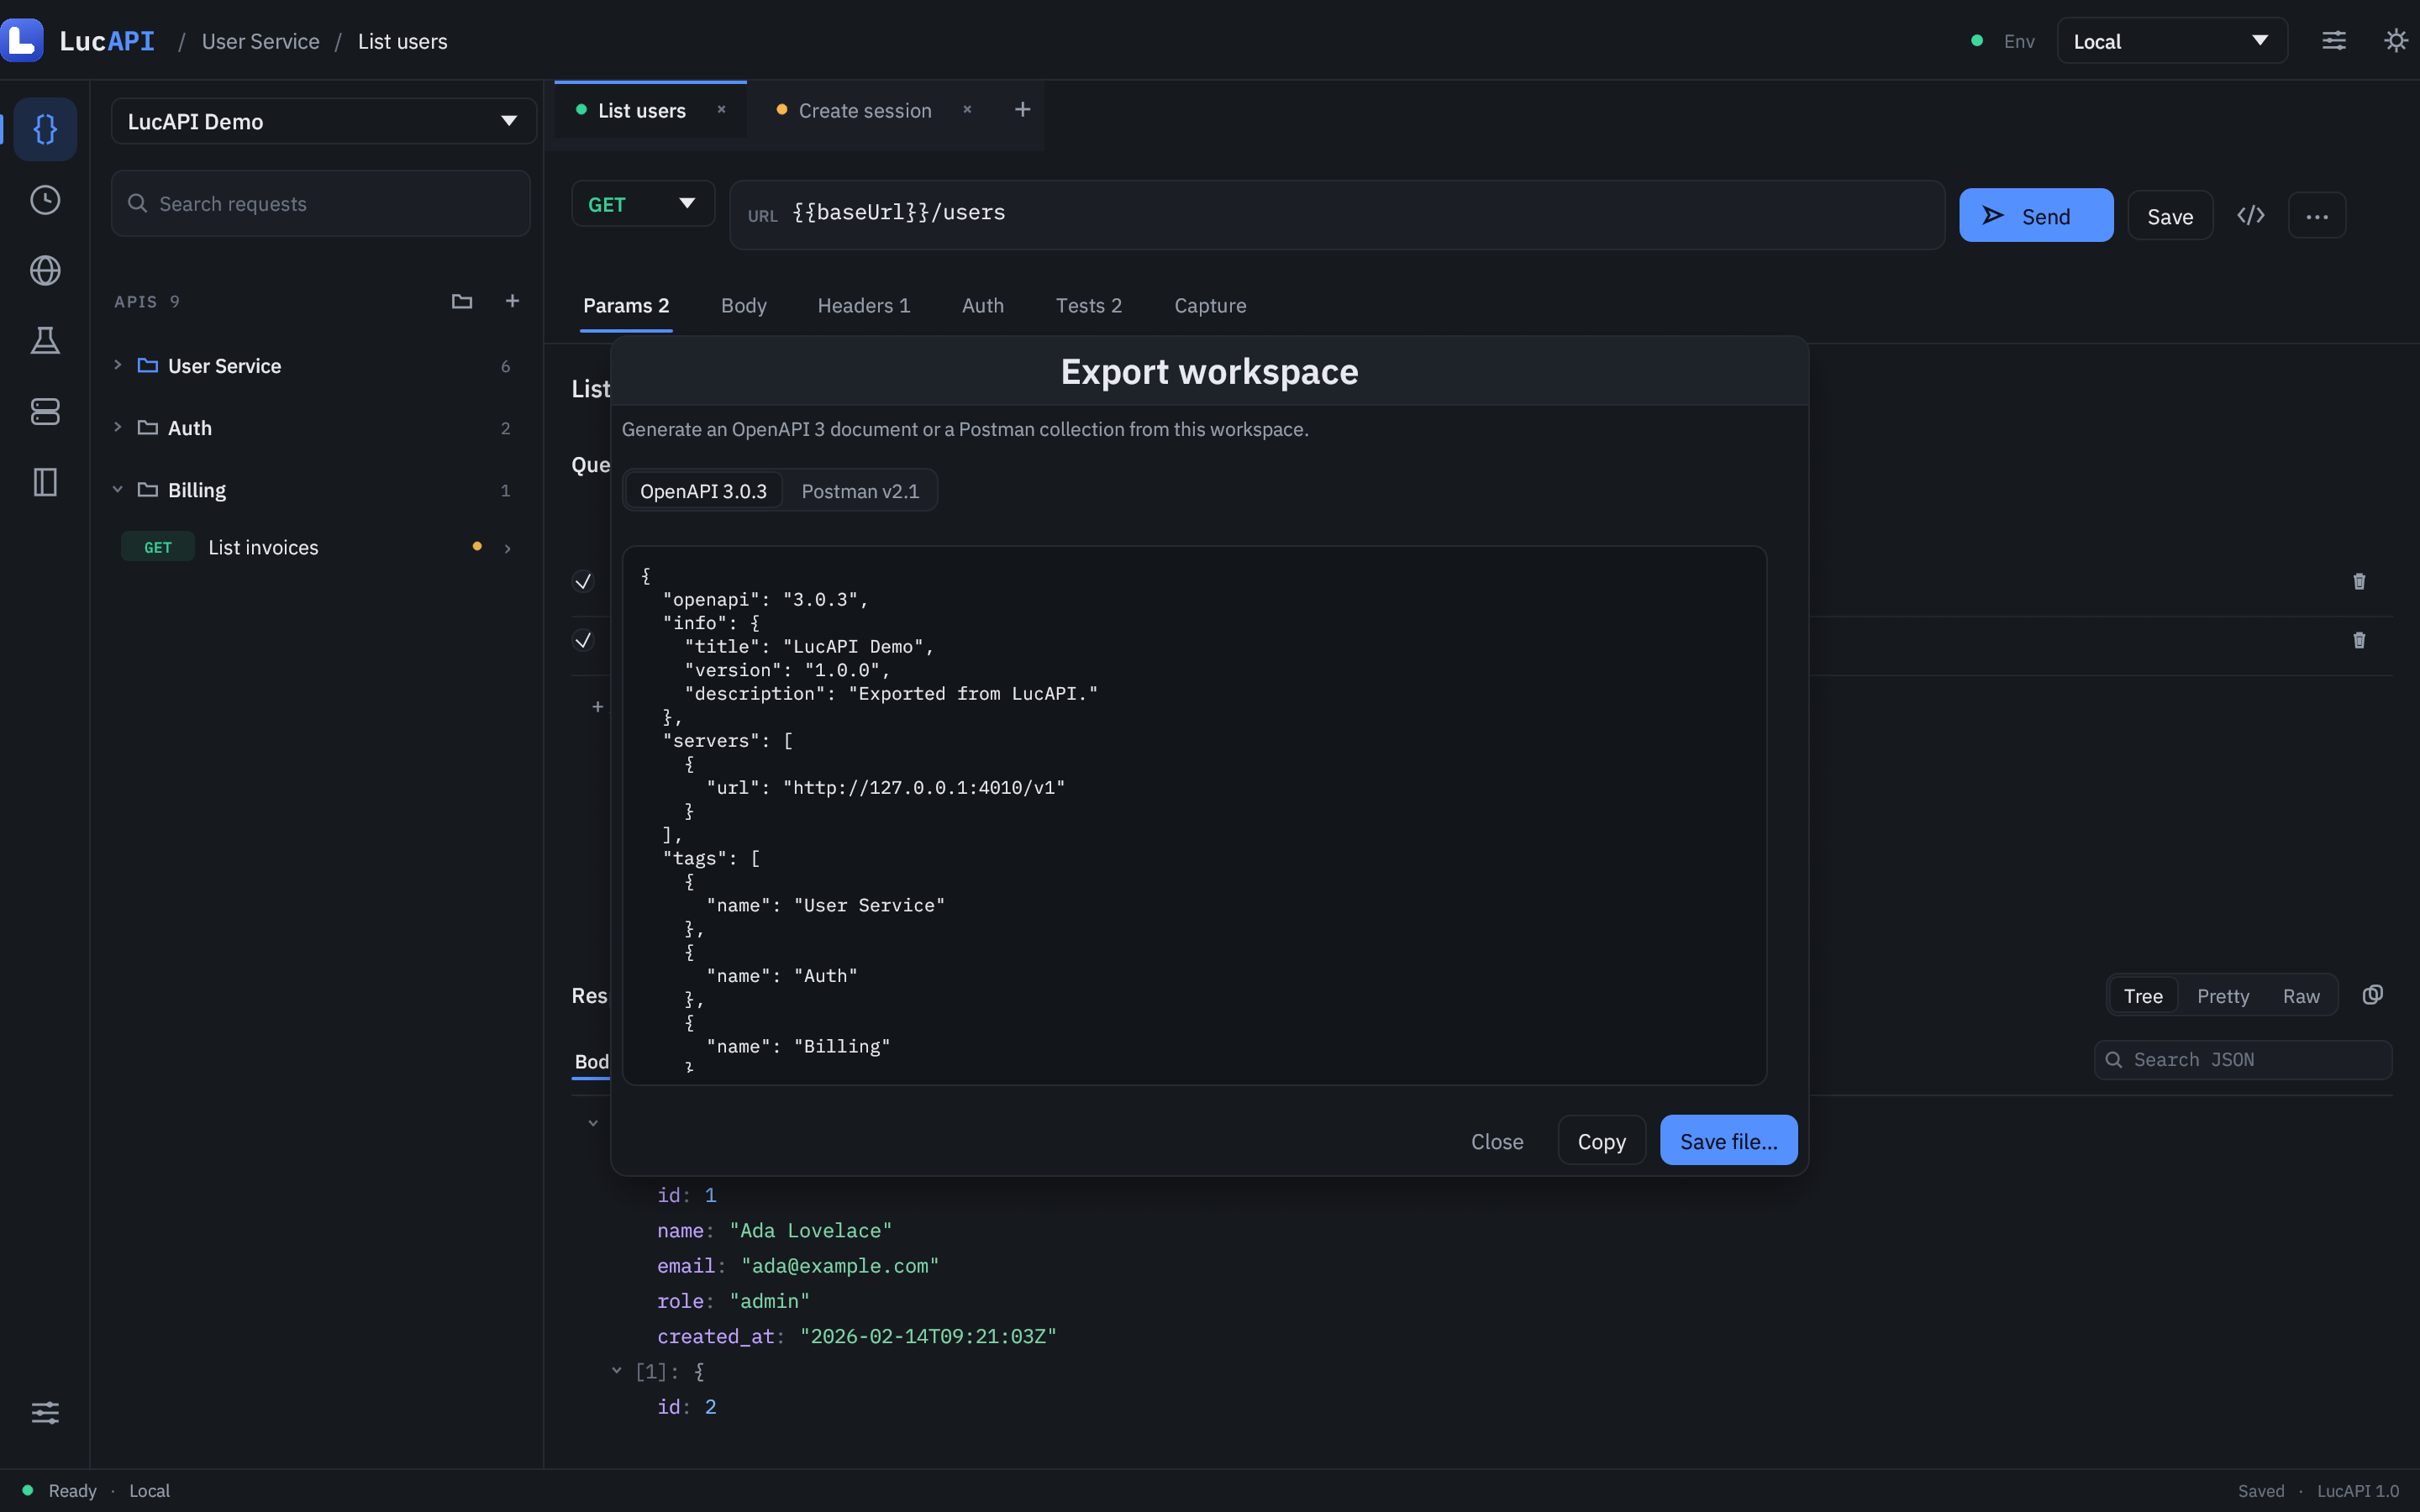 LucAPI / User Service / List users
Env Local
LucAPI Demo
Search requests
APIS 9
User Service 6
Auth 2
Billing 1
GET List invoices
List users × Create session × +
GET URL {{baseUrl}}/users Send Save </> ...
Params 2 Body Headers 1 Auth Tests 2 Capture
List
Que
+
Export workspace
Generate an OpenAPI 3 document or a Postman collection from this workspace.
OpenAPI 3.0.3 Postman v2.1
{
"openapi": "3.0.3",
"info": {
"title": "LucAPI Demo",
"version": "1.0.0",
"description": "Exported from LucAPI."
},
"servers": [
{
"url": "http://127.0.0.1:4010/v1"
}
],
"tags": [
{
"name": "User Service"
},
{
"name": "Auth"
},
{
"name": "Billing"
}
Close Copy Save file...
Res
Tree Pretty Raw
Bod
Search JSON
id: 1
name: "Ada Lovelace"
email: "ada@example.com"
role: "admin"
created_at: "2026-02-14T09:21:03Z"
[1]: {
id: 2
Ready · Local
Saved · LucAPI 1.0